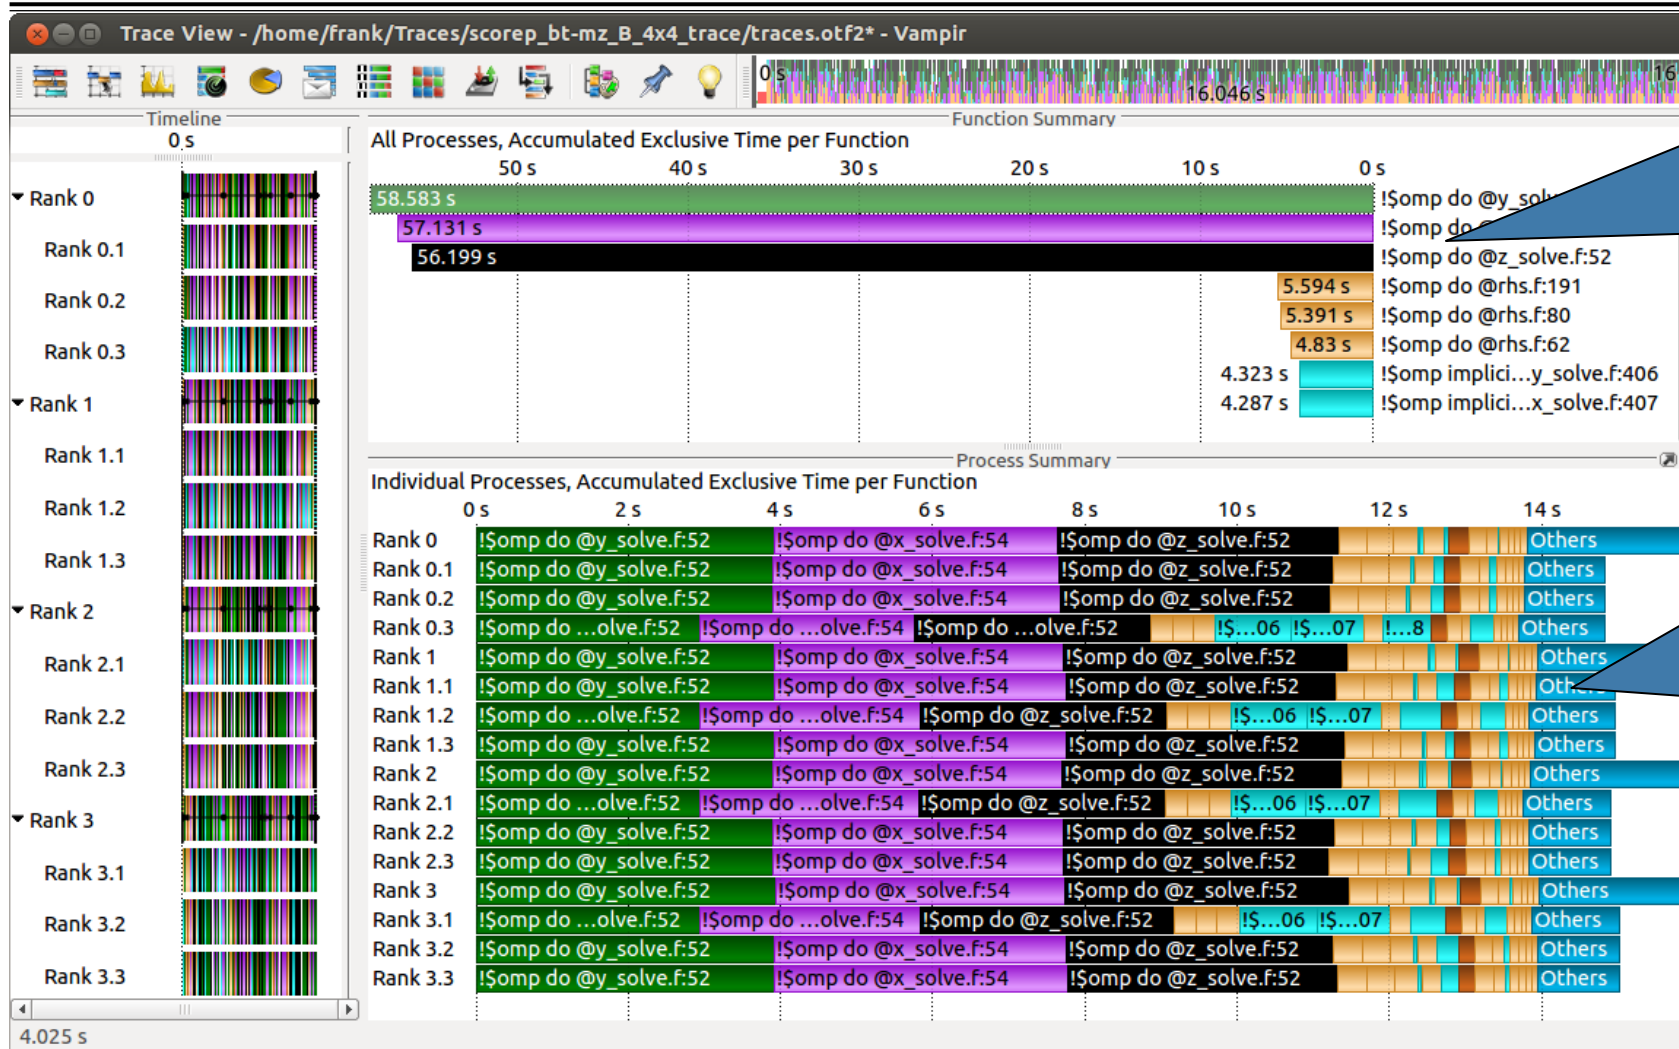 Trace View - /home/frank/Traces/scorep_bt-mz_B_4x4_trace/traces.otf2* - Vampir
0 s
16.046 s
16
Timeline
0 s
Rank 0
Rank 0.1
Rank 0.2
Rank 0.3
Rank 1
Rank 1.1
Rank 1.2
Rank 1.3
Rank 2
Rank 2.1
Rank 2.2
Rank 2.3
Rank 3
Rank 3.1
Rank 3.2
Rank 3.3
Function Summary
All Processes, Accumulated Exclusive Time per Function
50 s 40 s 30 s 20 s 10 s 0 s
58.583 s !$omp do @y_solv
57.131 s !$omp do
56.199 s !$omp do @z_solve.f:52
5.594 s !$omp do @rhs.f:191
5.391 s !$omp do @rhs.f:80
4.83 s !$omp do @rhs.f:62
4.323 s !$omp implici...y_solve.f:406
4.287 s !$omp implici...x_solve.f:407
Process Summary
Individual Processes, Accumulated Exclusive Time per Function
0 s 2 s 4 s 6 s 8 s 10 s 12 s 14 s
Rank 0 !$omp do @y_solve.f:52 !$omp do @x_solve.f:54 !$omp do @z_solve.f:52 Others
Rank 0.1 !$omp do @y_solve.f:52 !$omp do @x_solve.f:54 !$omp do @z_solve.f:52 Others
Rank 0.2 !$omp do @y_solve.f:52 !$omp do @x_solve.f:54 !$omp do @z_solve.f:52 Others
Rank 0.3 !$omp do ...olve.f:52 !$omp do ...olve.f:54 !$omp do ...olve.f:52 !$...06 !$...07 !...8 Others
Rank 1 !$omp do @y_solve.f:52 !$omp do @x_solve.f:54 !$omp do @z_solve.f:52 Others
Rank 1.1 !$omp do @y_solve.f:52 !$omp do @x_solve.f:54 !$omp do @z_solve.f:52 Others
Rank 1.2 !$omp do ...olve.f:52 !$omp do ...olve.f:54 !$omp do @z_solve.f:52 !$...06 !$...07 Others
Rank 1.3 !$omp do @y_solve.f:52 !$omp do @x_solve.f:54 !$omp do @z_solve.f:52 Others
Rank 2 !$omp do @y_solve.f:52 !$omp do @x_solve.f:54 !$omp do @z_solve.f:52 Others
Rank 2.1 !$omp do ...olve.f:52 !$omp do ...olve.f:54 !$omp do @z_solve.f:52 !$...06 !$...07 Others
Rank 2.2 !$omp do @y_solve.f:52 !$omp do @x_solve.f:54 !$omp do @z_solve.f:52 Others
Rank 2.3 !$omp do @y_solve.f:52 !$omp do @x_solve.f:54 !$omp do @z_solve.f:52 Others
Rank 3 !$omp do @y_solve.f:52 !$omp do @x_solve.f:54 !$omp do @z_solve.f:52 Others
Rank 3.1 !$omp do ...olve.f:52 !$omp do ...olve.f:54 !$omp do @z_solve.f:52 !$...06 !$...07 Others
Rank 3.2 !$omp do @y_solve.f:52 !$omp do @x_solve.f:54 !$omp do @z_solve.f:52 Others
Rank 3.3 !$omp do @y_solve.f:52 !$omp do @x_solve.f:54 !$omp do @z_solve.f:52 Others
4.025 s